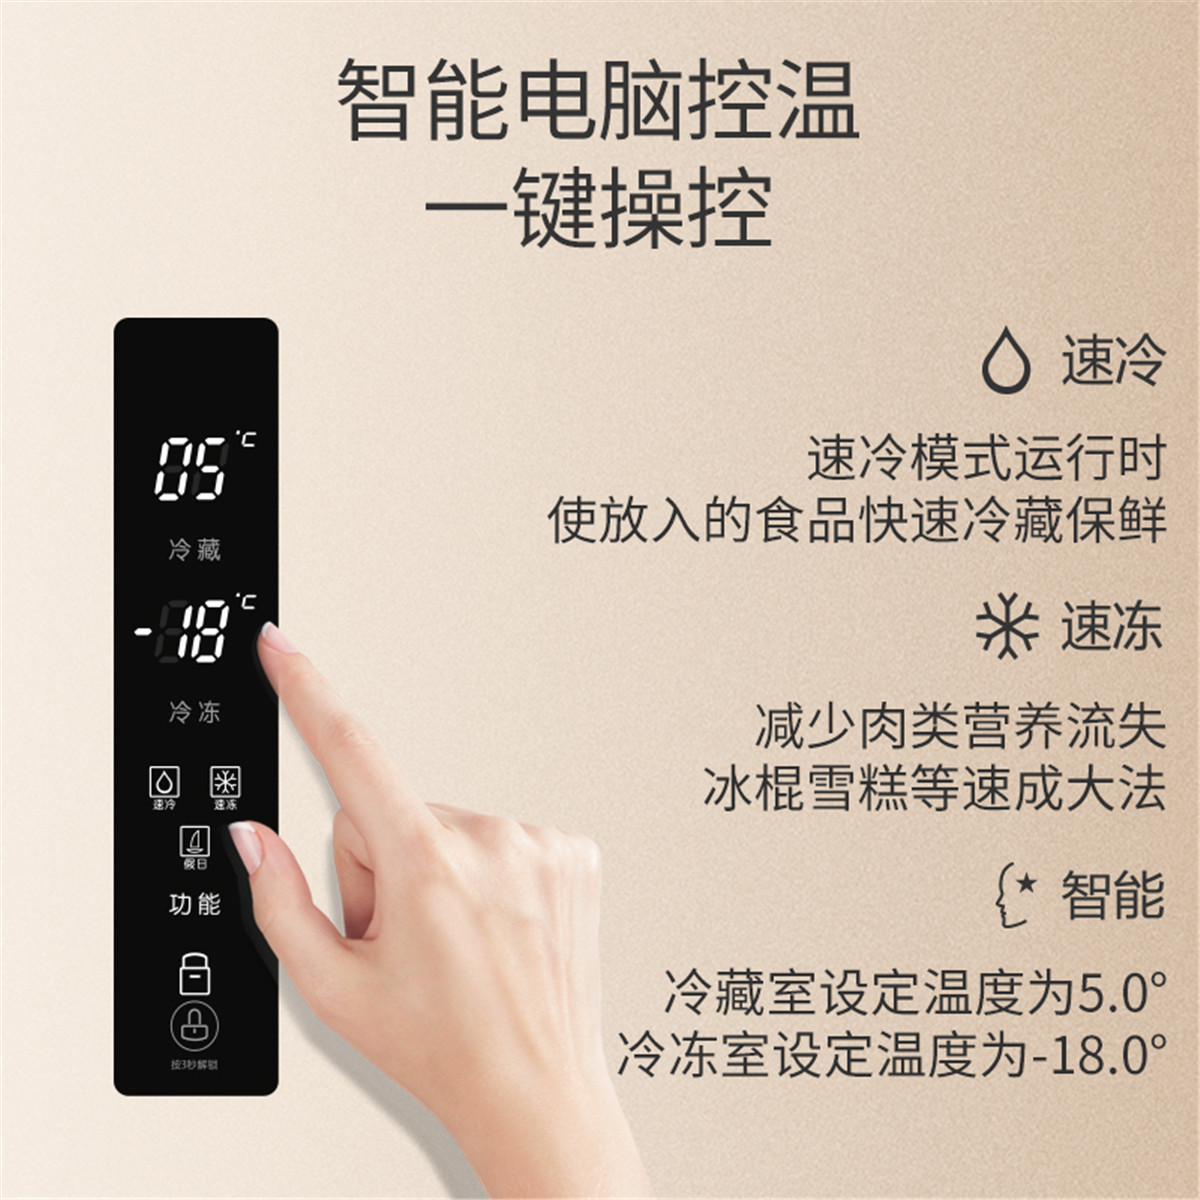 智能电脑控温
一键操控
05°C
冷藏
-18°C
冷冻
速冷 速冻
假日
功能
按3秒解锁
速冷
速冷模式运行时
使放入的食品快速冷藏保鲜
速冻
减少肉类营养流失
冰棍雪糕等速成大法
智能
冷藏室设定温度为5.0°
冷冻室设定温度为-18.0°